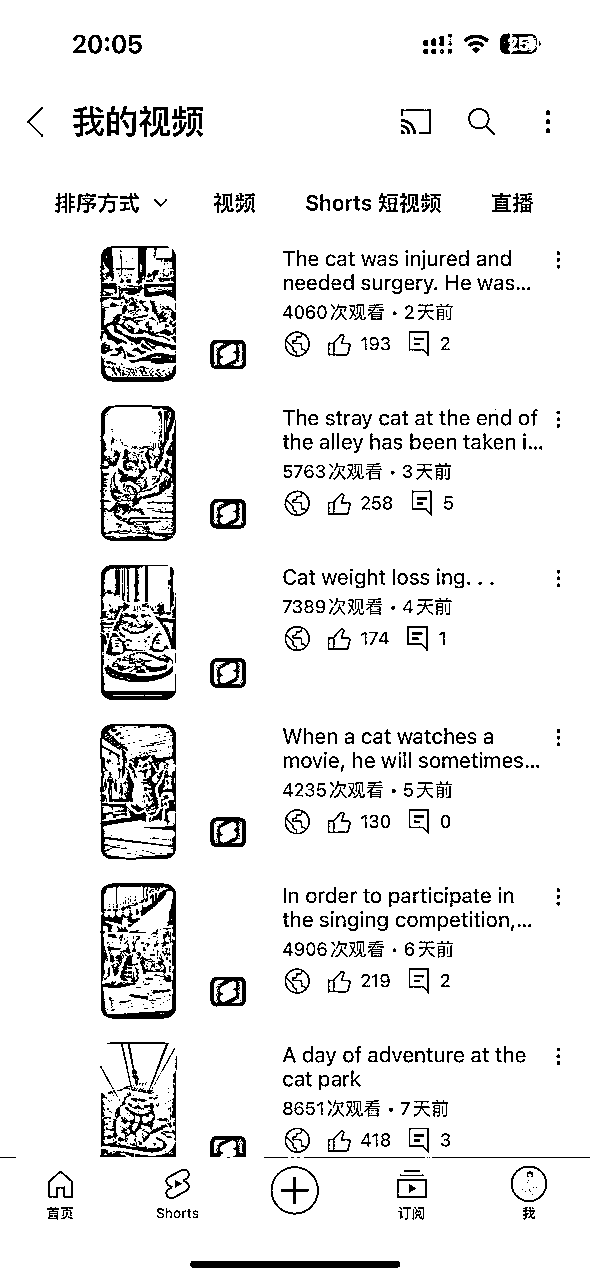 20:05
25
我的视频
排序方式 视频 Shorts 短视频 直播
The cat was injured and
needed surgery. He was...
4060次观看 · 2天前
193 2
The stray cat at the end of
the alley has been taken i...
5763次观看 · 3天前
258 5
Cat weight loss ing. . .
7389次观看 · 4天前
174 1
When a cat watches a
movie, he will sometimes...
4235次观看 · 5天前
130 0
In order to participate in
the singing competition,...
4906次观看 · 6天前
219 2
A day of adventure at the
cat park
8651次观看 · 7天前
418 3
首页 Shorts 订阅 我